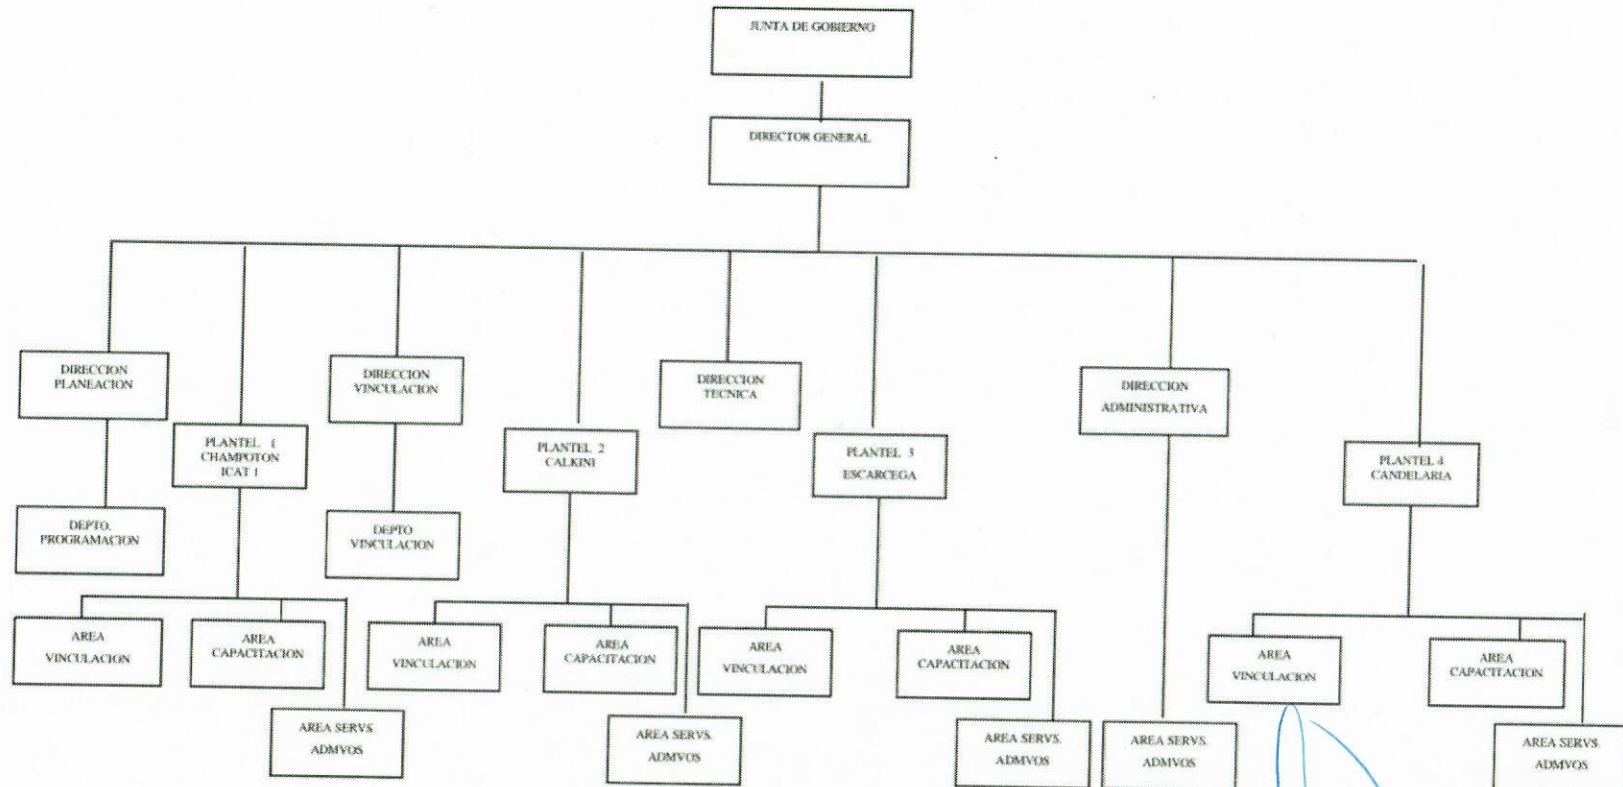 JUNTA DE GOBIERNO
DIRECTOR GENERAL
DIRECCION
PLANEACION
DIRECCION
VINCULACION
DIRECCION
TECNICA
DIRECCION
ADMINISTRATIVA
PLANTEL 1
CHAMPOTON
ICAT 1
PLANTEL 2
CALKINI
PLANTEL 3
ESCARCEGA
PLANTEL 4
CANDELARIA
DEPTO.
PROGRAMACION
DEPTO
VINCULACION
AREA
VINCULACION
AREA
CAPACITACION
AREA
VINCULACION
AREA
CAPACITACION
AREA
VINCULACION
AREA
CAPACITACION
AREA
VINCULACION
AREA
CAPACITACION
AREA SERVS.
ADMVOS
AREA SERVS.
ADMVOS
AREA SERVS.
ADMVOS
AREA SERVS.
ADMVOS
AREA SERVS.
ADMVOS